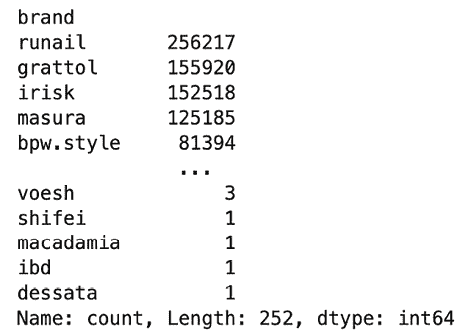 brand
runail 256217
grattol 155920
irisk 152518
masura 125185
bpw.style 81394
...
voesh 3
shifei 1
macadamia 1
ibd 1
dessata 1
Name: count, Length: 252, dtype: int64